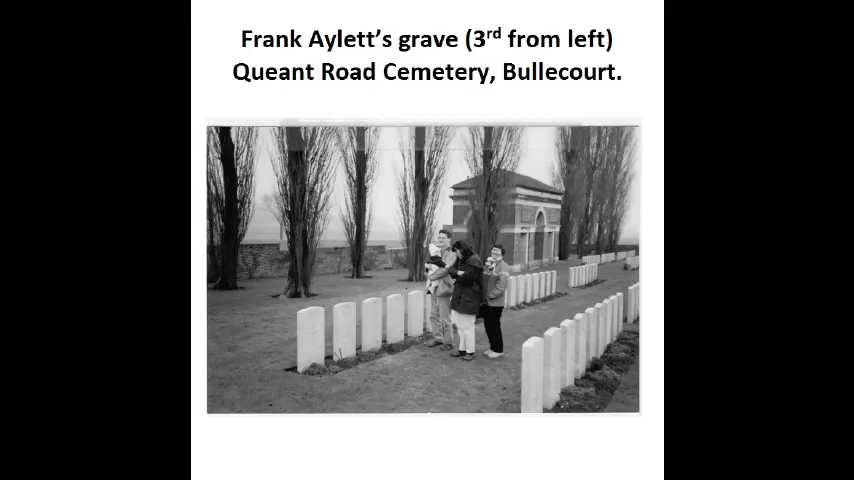 Frank Aylett’s grave (3rd from left)
Queant Road Cemetery, Bullecourt.